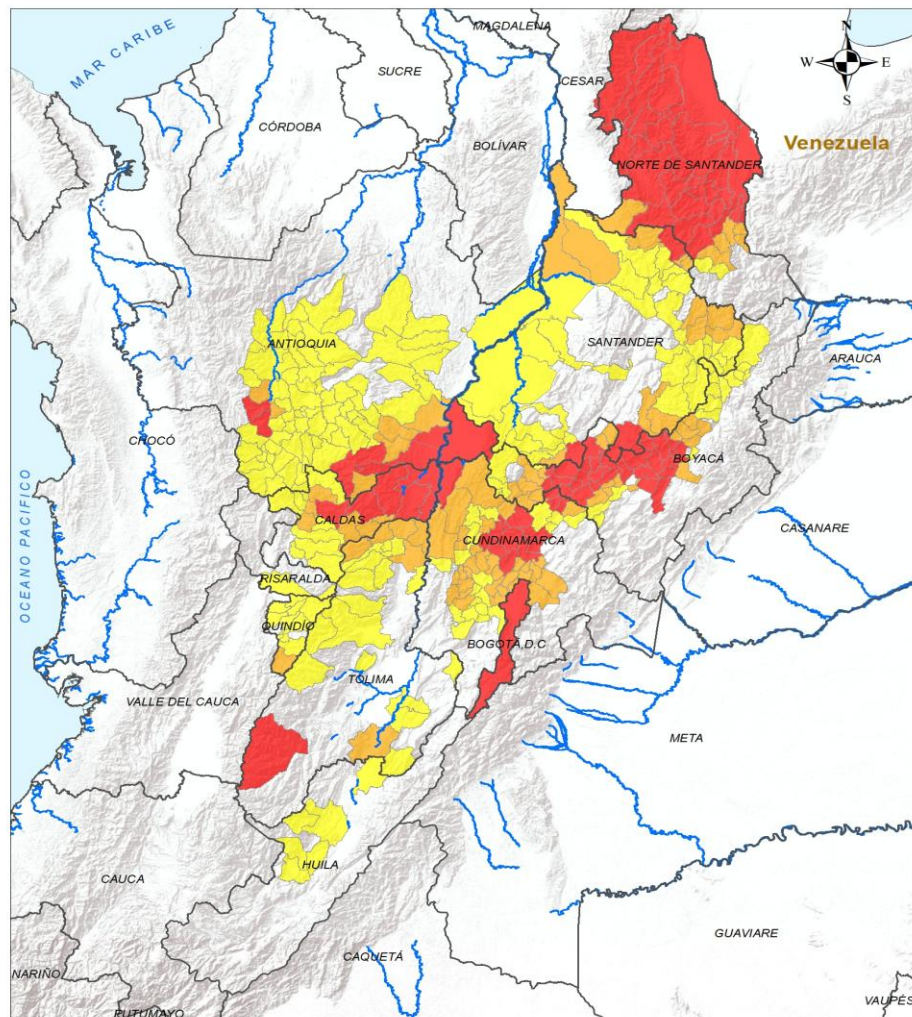 MAGDALENA
MAR CARIBE
N
SUCRE
CESAR
W
E
S
CÓRDOBA
BOLÍVAR
Venezuela
NORTE DE SANTANDER
ANTIOQUIA
SANTANDER
ARAUCA
CHOCÓ
BOYACÁ
OCEANO PACIFICO
CALDAS
CUNDINAMARCA
CASANARE
RISARALDA
QUINDÍO
BOGOTÁ,D.C
TOLIMA
VALLE DEL CAUCA
META
HUILA
CAUCA
GUAVIARE
CAQUETÁ
NARIÑO
VAUPÉS
PUTUMAYO